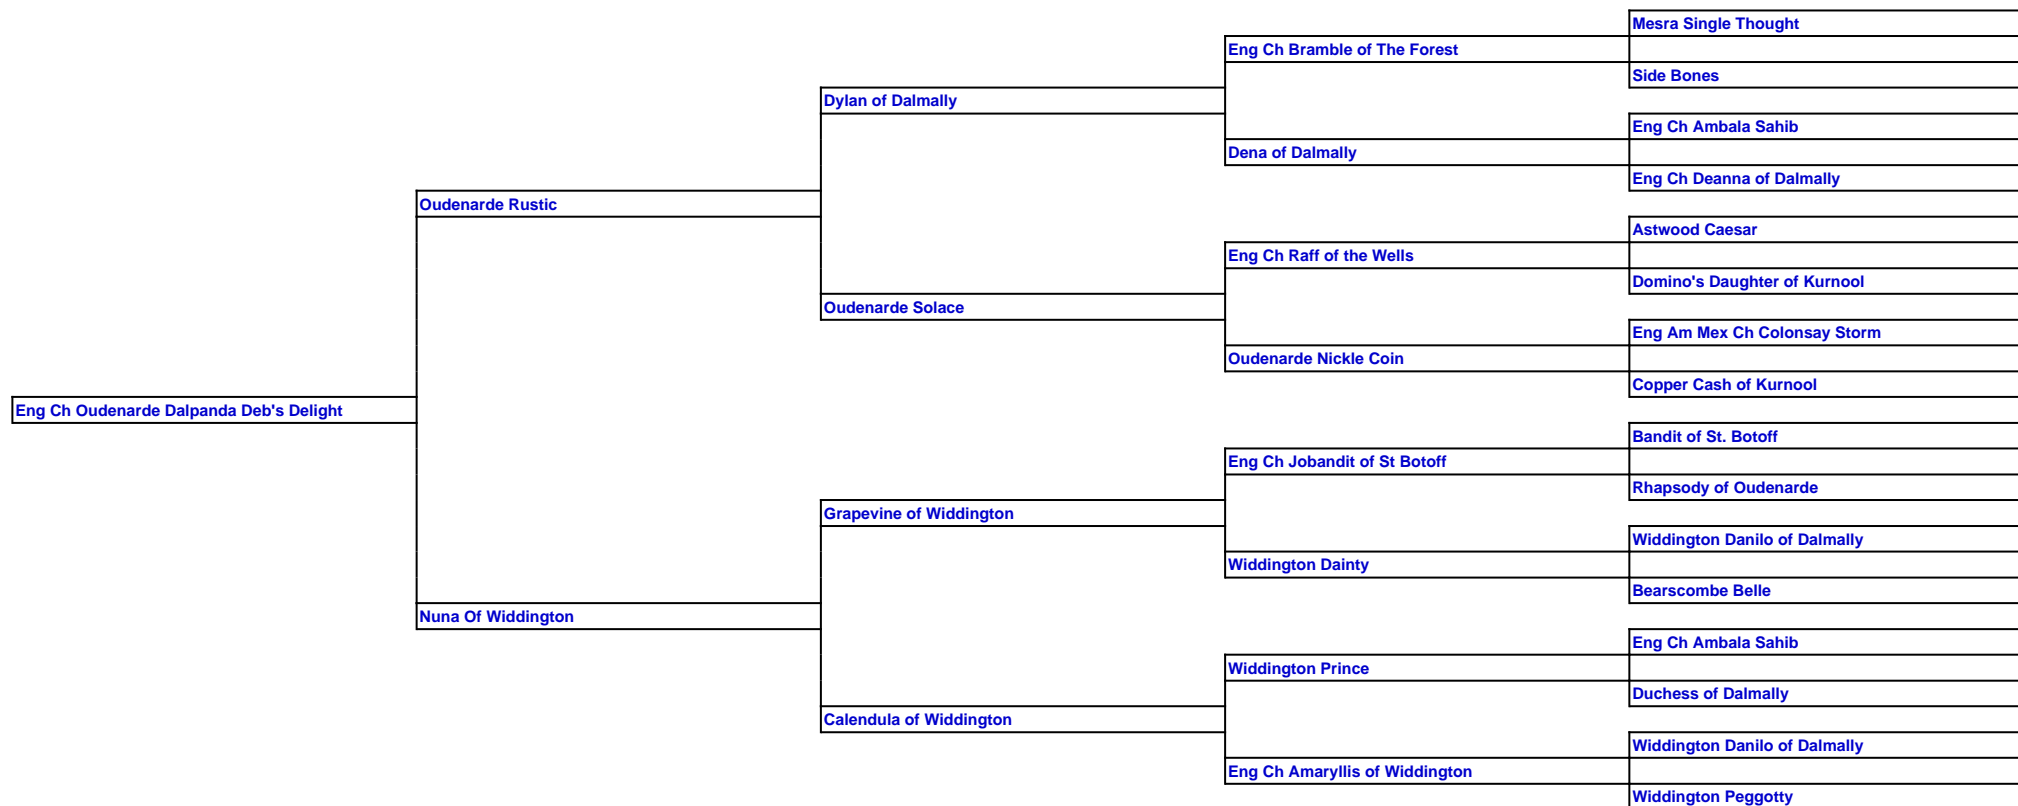 Mesra Single Thought
Eng Ch Bramble of The Forest
Side Bones
Dylan of Dalmally
Eng Ch Ambala Sahib
Dena of Dalmally
Eng Ch Deanna of Dalmally
Oudenarde Rustic
Astwood Caesar
Eng Ch Raff of the Wells
Domino's Daughter of Kurnool
Oudenarde Solace
Eng Am Mex Ch Colonsay Storm
Oudenarde Nickle Coin
Copper Cash of Kurnool
Eng Ch Oudenarde Dalpanda Deb's Delight
Bandit of St. Botoff
Eng Ch Jobandit of St Botoff
Rhapsody of Oudenarde
Grapevine of Widdington
Widdington Danilo of Dalmally
Widdington Dainty
Bearscombe Belle
Nuna Of Widdington
Eng Ch Ambala Sahib
Widdington Prince
Duchess of Dalmally
Calendula of Widdington
Widdington Danilo of Dalmally
Eng Ch Amaryllis of Widdington
Widdington Peggotty